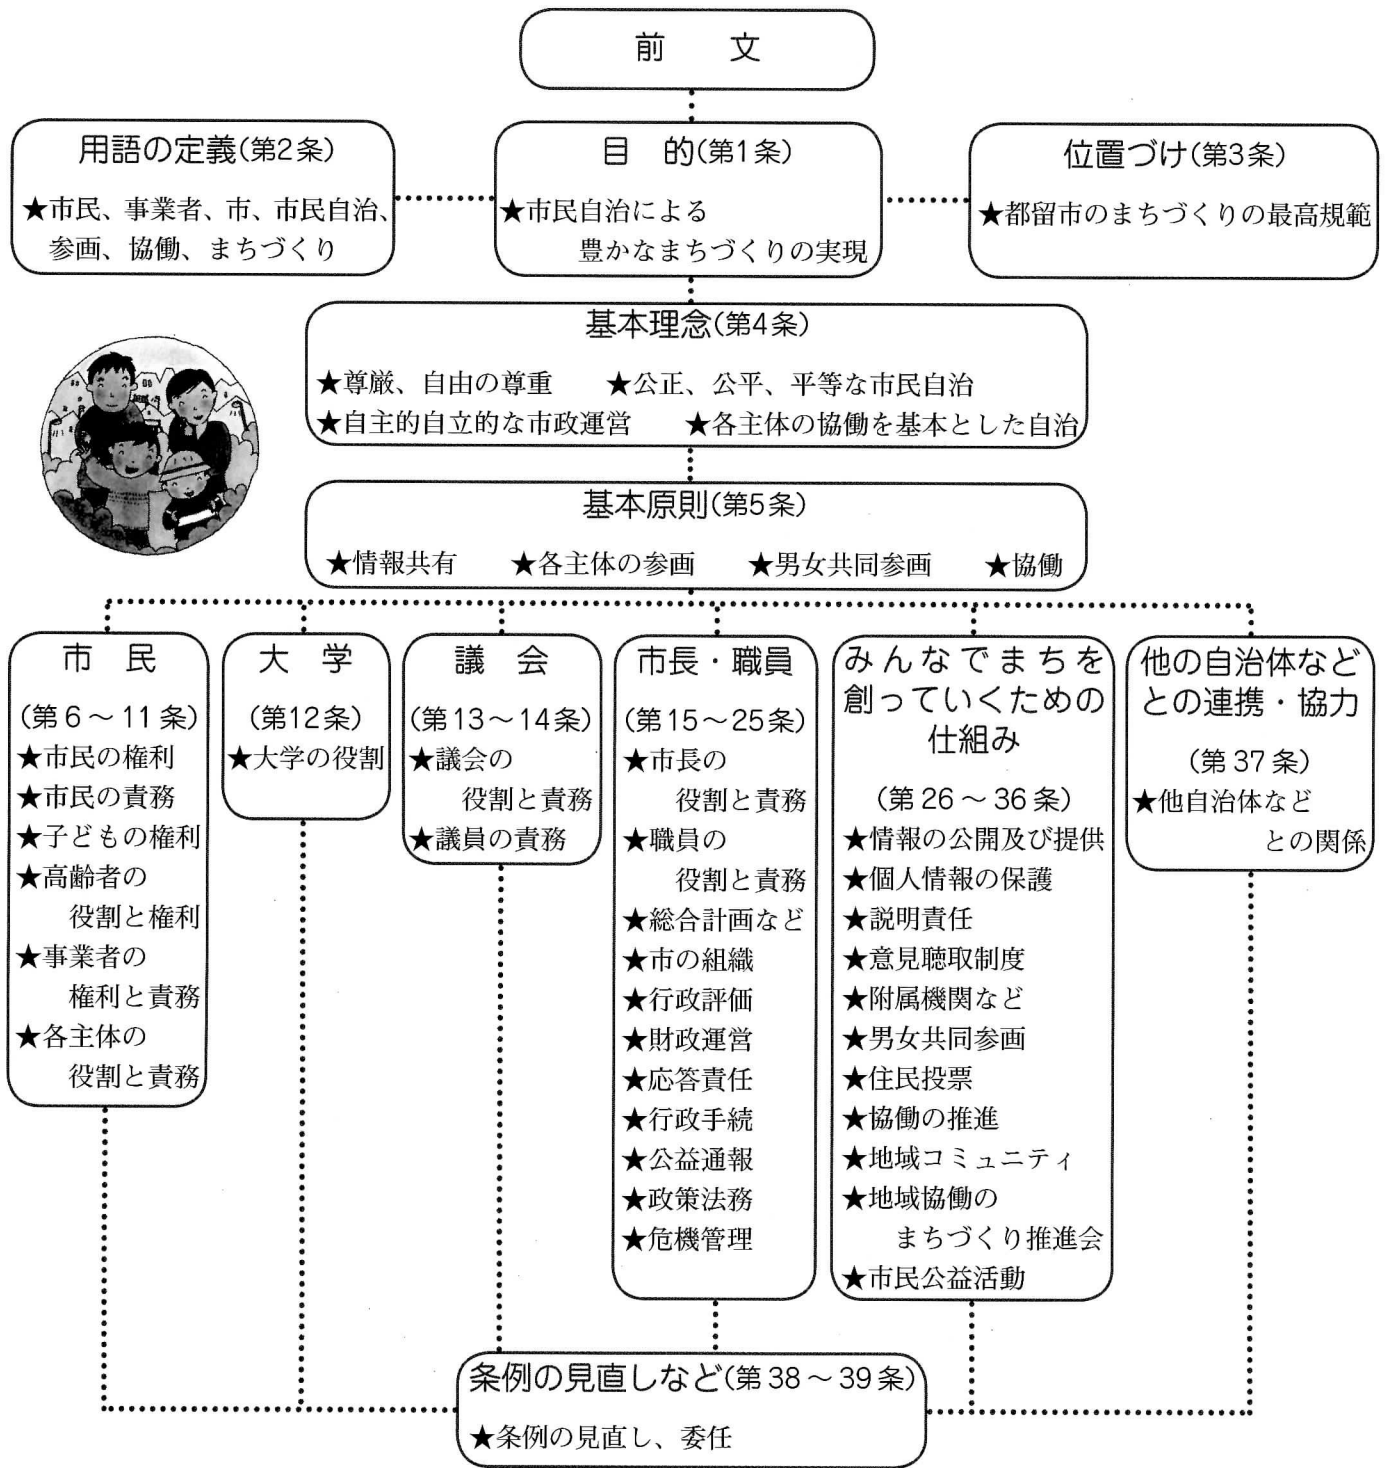 前　文
用語の定義(第2条)
★市民、事業者、市、市民自治、
参画、協働、まちづくり
目　的(第1条)
★市民自治による
豊かなまちづくりの実現
位置づけ(第3条)
★都留市のまちづくりの最高規範
基本理念(第4条)
★尊厳、自由の尊重　★公正、公平、平等な市民自治
★自主的自立的な市政運営　★各主体の協働を基本とした自治
基本原則(第5条)
★情報共有　★各主体の参画　★男女共同参画　★協働
市　民
(第6～11条)
★市民の権利
★市民の責務
★子どもの権利
★高齢者の
役割と権利
★事業者の
権利と責務
★各主体の
役割と責務
大　学
(第12条)
★大学の役割
議　会
(第13～14条)
★議会の
役割と責務
★議員の責務
市長・職員
(第15～25条)
★市長の
役割と責務
★職員の
役割と責務
★総合計画など
★市の組織
★行政評価
★財政運営
★応答責任
★行政手続
★公益通報
★政策法務
★危機管理
みんなでまちを
創っていくための
仕組み
(第26～36条)
★情報の公開及び提供
★個人情報の保護
★説明責任
★意見聴取制度
★附属機関など
★男女共同参画
★住民投票
★協働の推進
★地域コミュニティ
★地域協働の
まちづくり推進会
★市民公益活動
他の自治体など
との連携・協力
(第37条)
★他自治体など
との関係
条例の見直しなど(第38～39条)
★条例の見直し、委任